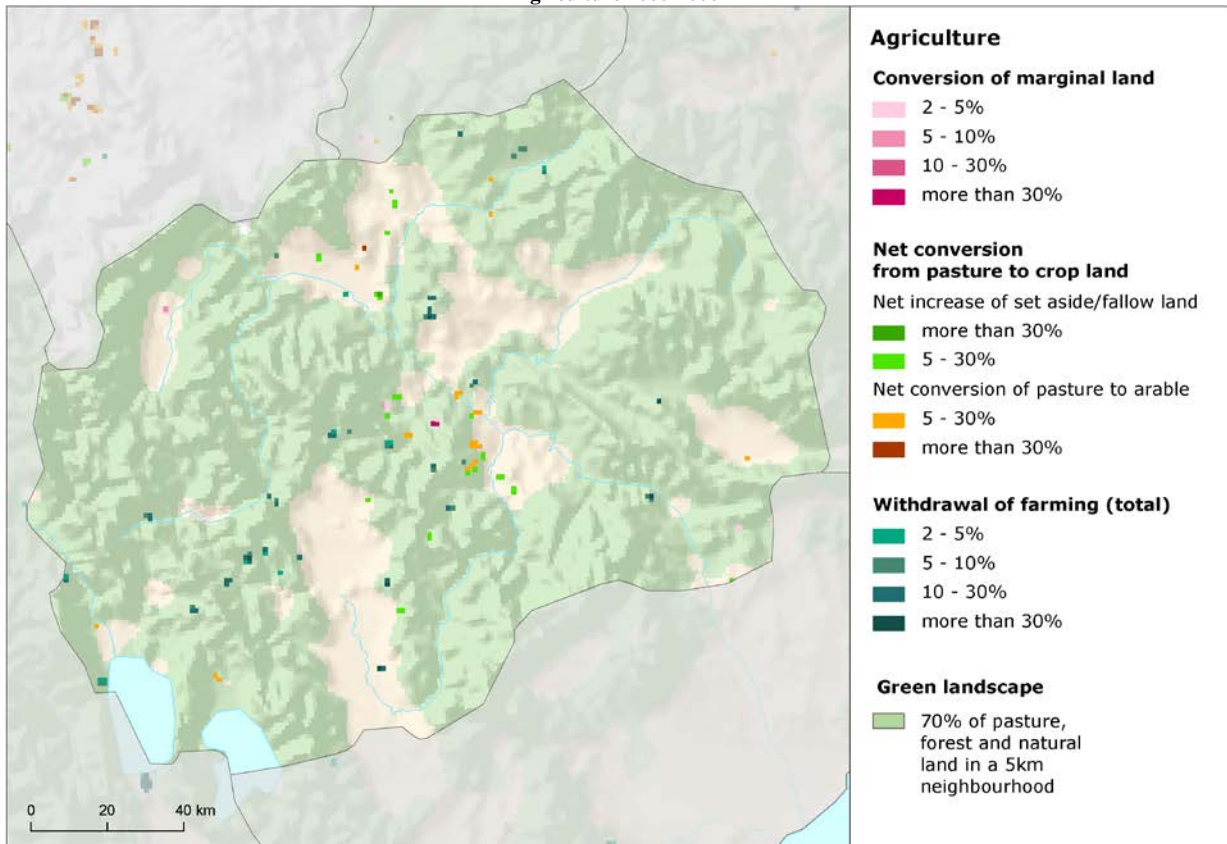 Agriculture
Conversion of marginal land
2 - 5%
5 - 10%
10 - 30%
more than 30%
Net conversion
from pasture to crop land
Net increase of set aside/fallow land
more than 30%
5 - 30%
Net conversion of pasture to arable
5 - 30%
more than 30%
Withdrawal of farming (total)
2 - 5%
5 - 10%
10 - 30%
more than 30%
Green landscape
70% of pasture,
forest and natural
land in a 5km
neighbourhood
0 20 40 km